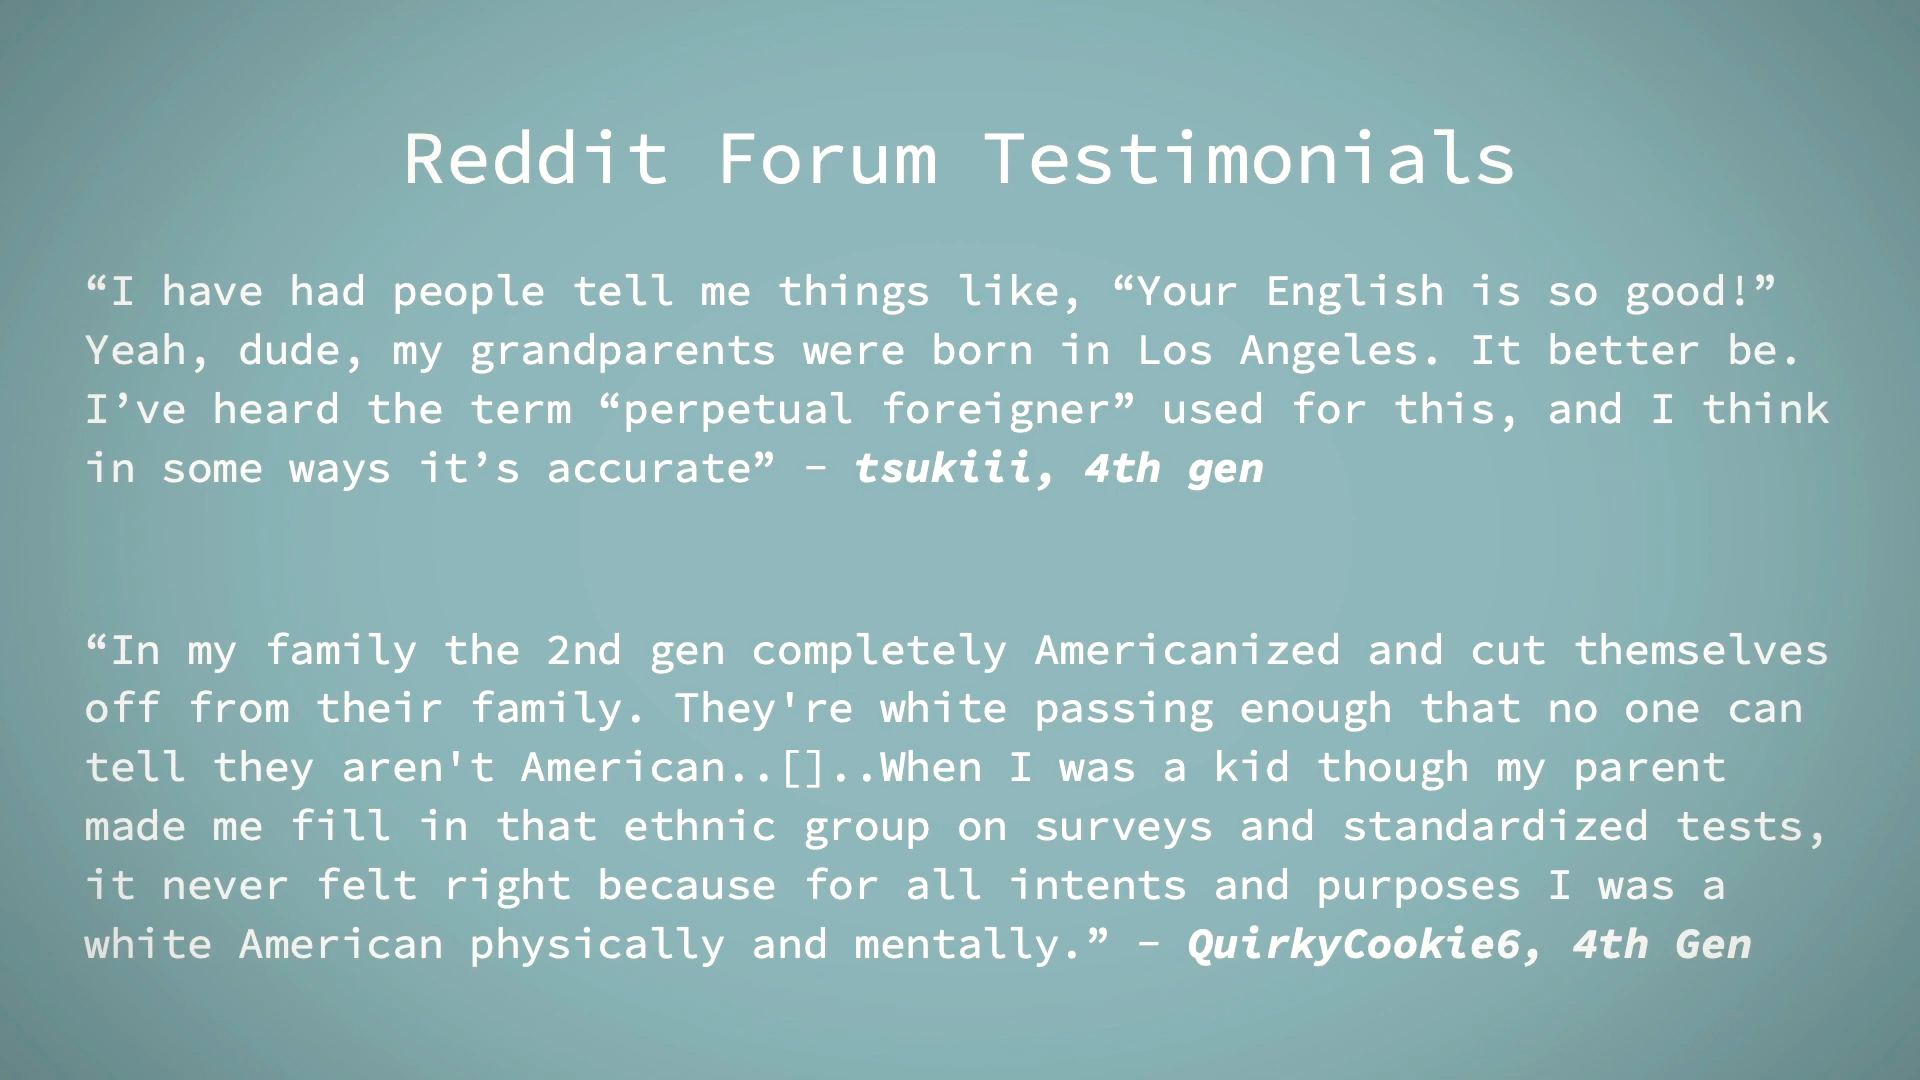 Reddit Forum Testimonials
“I have had people tell me things like, “Your English is so good!”
Yeah, dude, my grandparents were born in Los Angeles. It better be.
I’ve heard the term “perpetual foreigner” used for this, and I think
in some ways it’s accurate” – tsukiii, 4th gen
“In my family the 2nd gen completely Americanized and cut themselves
off from their family. They're white passing enough that no one can
tell they aren't American..[]..When I was a kid though my parent
made me fill in that ethnic group on surveys and standardized tests,
it never felt right because for all intents and purposes I was a
white American physically and mentally.” – QuirkyCookie6, 4th Gen